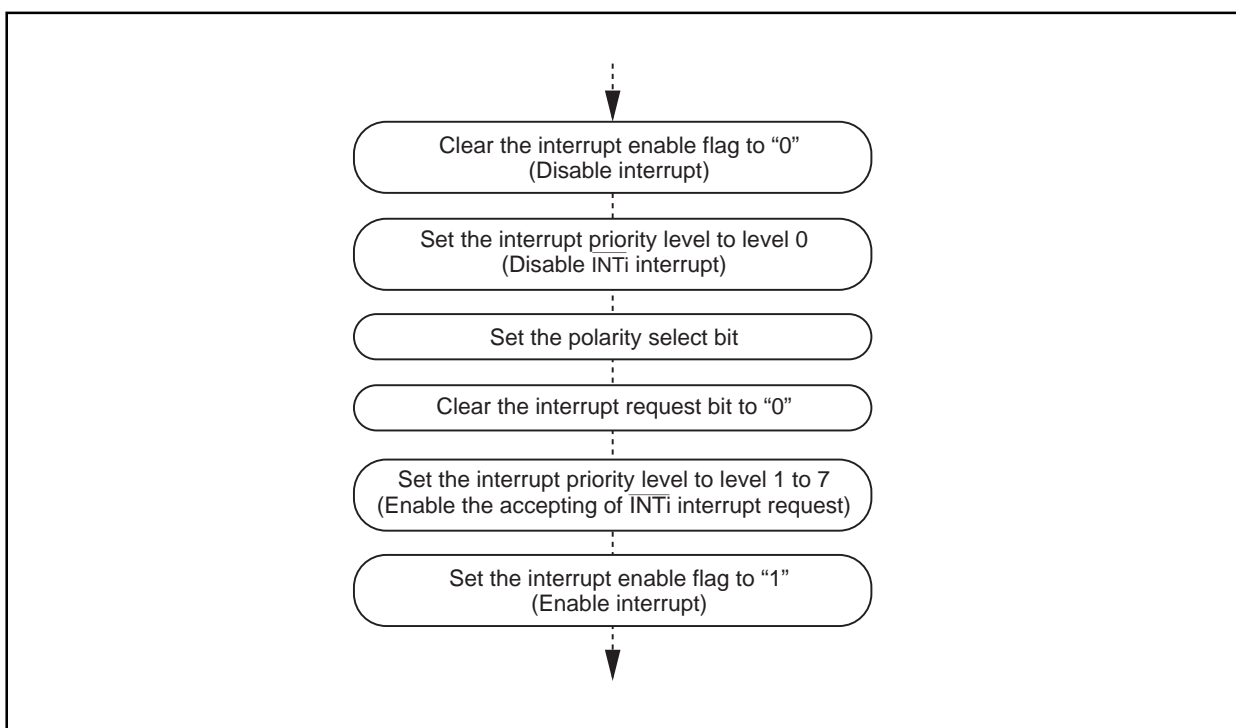 Clear the interrupt enable flag to “0”
(Disable interrupt)
Set the interrupt priority level to level 0
(Disable INTi interrupt)
Set the polarity select bit
Clear the interrupt request bit to “0”
Set the interrupt priority level to level 1 to 7
(Enable the accepting of INTi interrupt request)
Set the interrupt enable flag to “1”
(Enable interrupt)